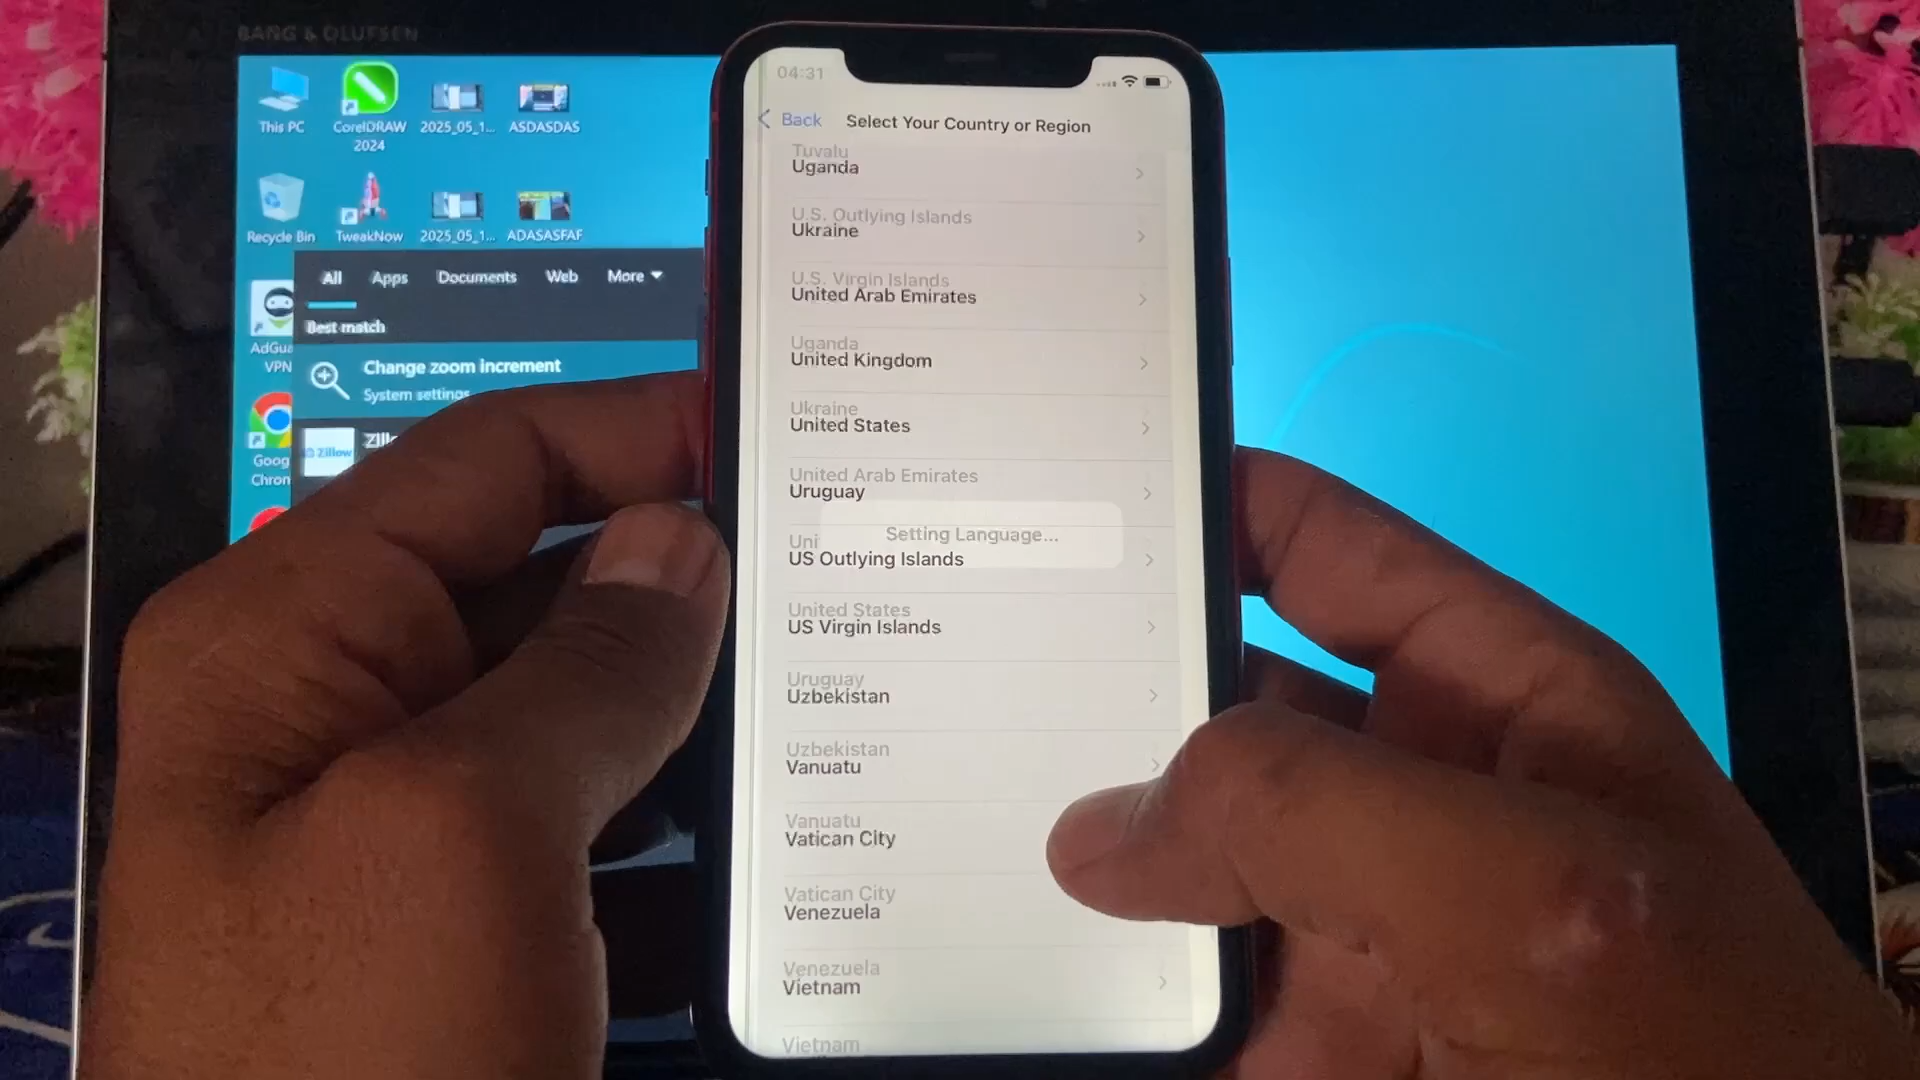 BANG & OLUFSEN
This PC
CorelDRAW
2024
2025_05_1...
ASDASDAS
Recycle Bin
TweakNow
2025_05_1...
ADASASFAF
All
Apps
Documents
Web
More
Best match
AdGua
VPN
Change zoom increment
System settings
Goog
Chron
Zillow
04:31
Back
Select Your Country or Region
Tuvalu
Uganda
U.S. Outlying Islands
Ukraine
U.S. Virgin Islands
United Arab Emirates
Uganda
United Kingdom
Ukraine
United States
United Arab Emirates
Uruguay
Uni
Setting Language...
US Outlying Islands
United States
US Virgin Islands
Uruguay
Uzbekistan
Uzbekistan
Vanuatu
Vanuatu
Vatican City
Vatican City
Venezuela
Venezuela
Vietnam
Vietnam